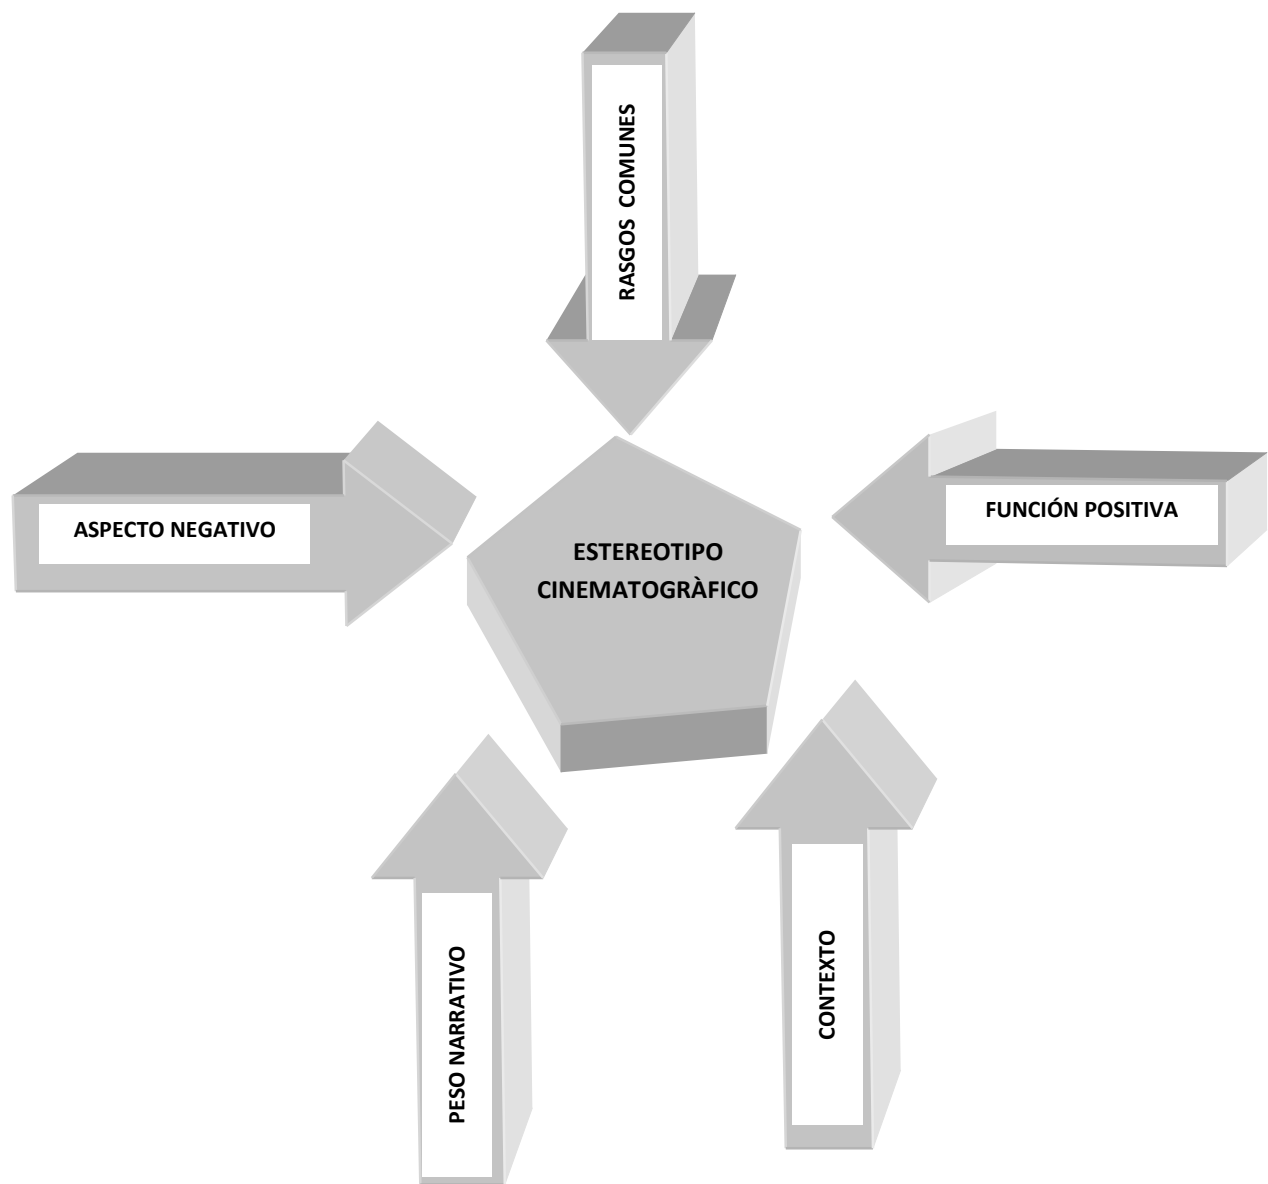 RASGOS COMUNES
ASPECTO NEGATIVO
FUNCIÓN POSITIVA
ESTEREOTIPO
CINEMATOGRÀFICO
PESO NARRATIVO
CONTEXTO